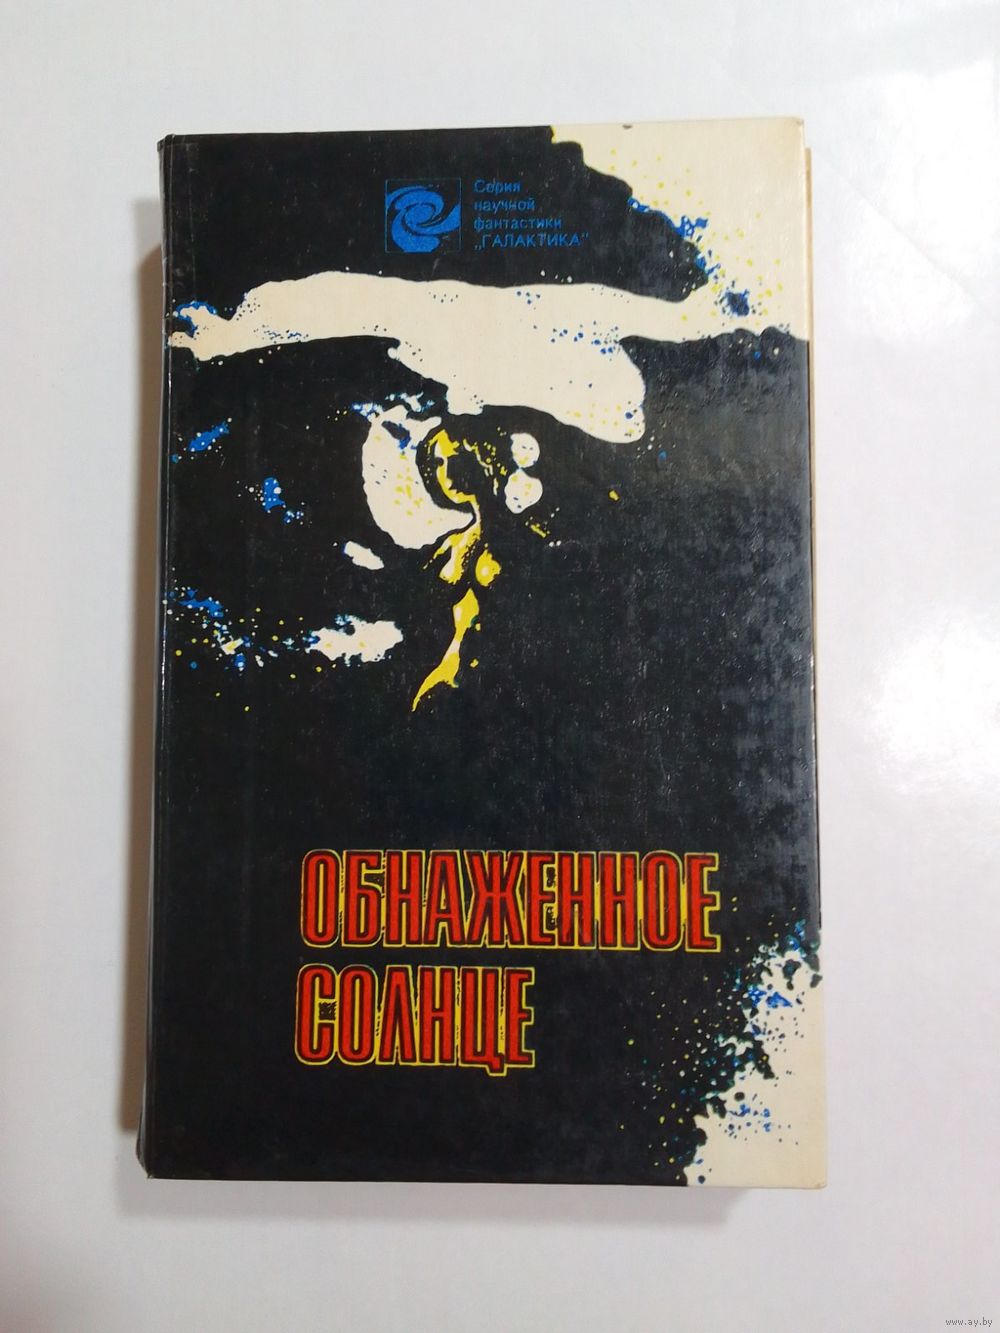 Серия
научной
фантастики
„ГАЛАКТИКА"
ОБНАЖЕННОЕ
СОЛНЦЕ
www.ay.by